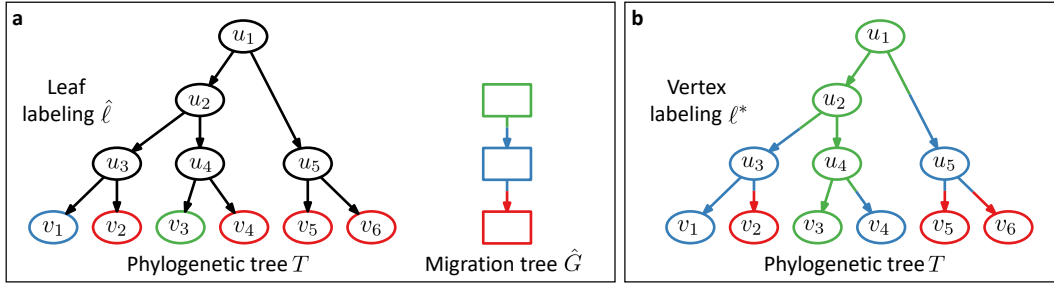 a
u₁
Leaf
labeling ℓ̂
u₂
u₃ u₄ u₅
v₁ v₂ v₃ v₄ v₅ v₆
Phylogenetic tree T
Migration tree Ĝ
b
u₁
Vertex
labeling ℓ*
u₂
u₃ u₄ u₅
v₁ v₂ v₃ v₄ v₅ v₆
Phylogenetic tree T